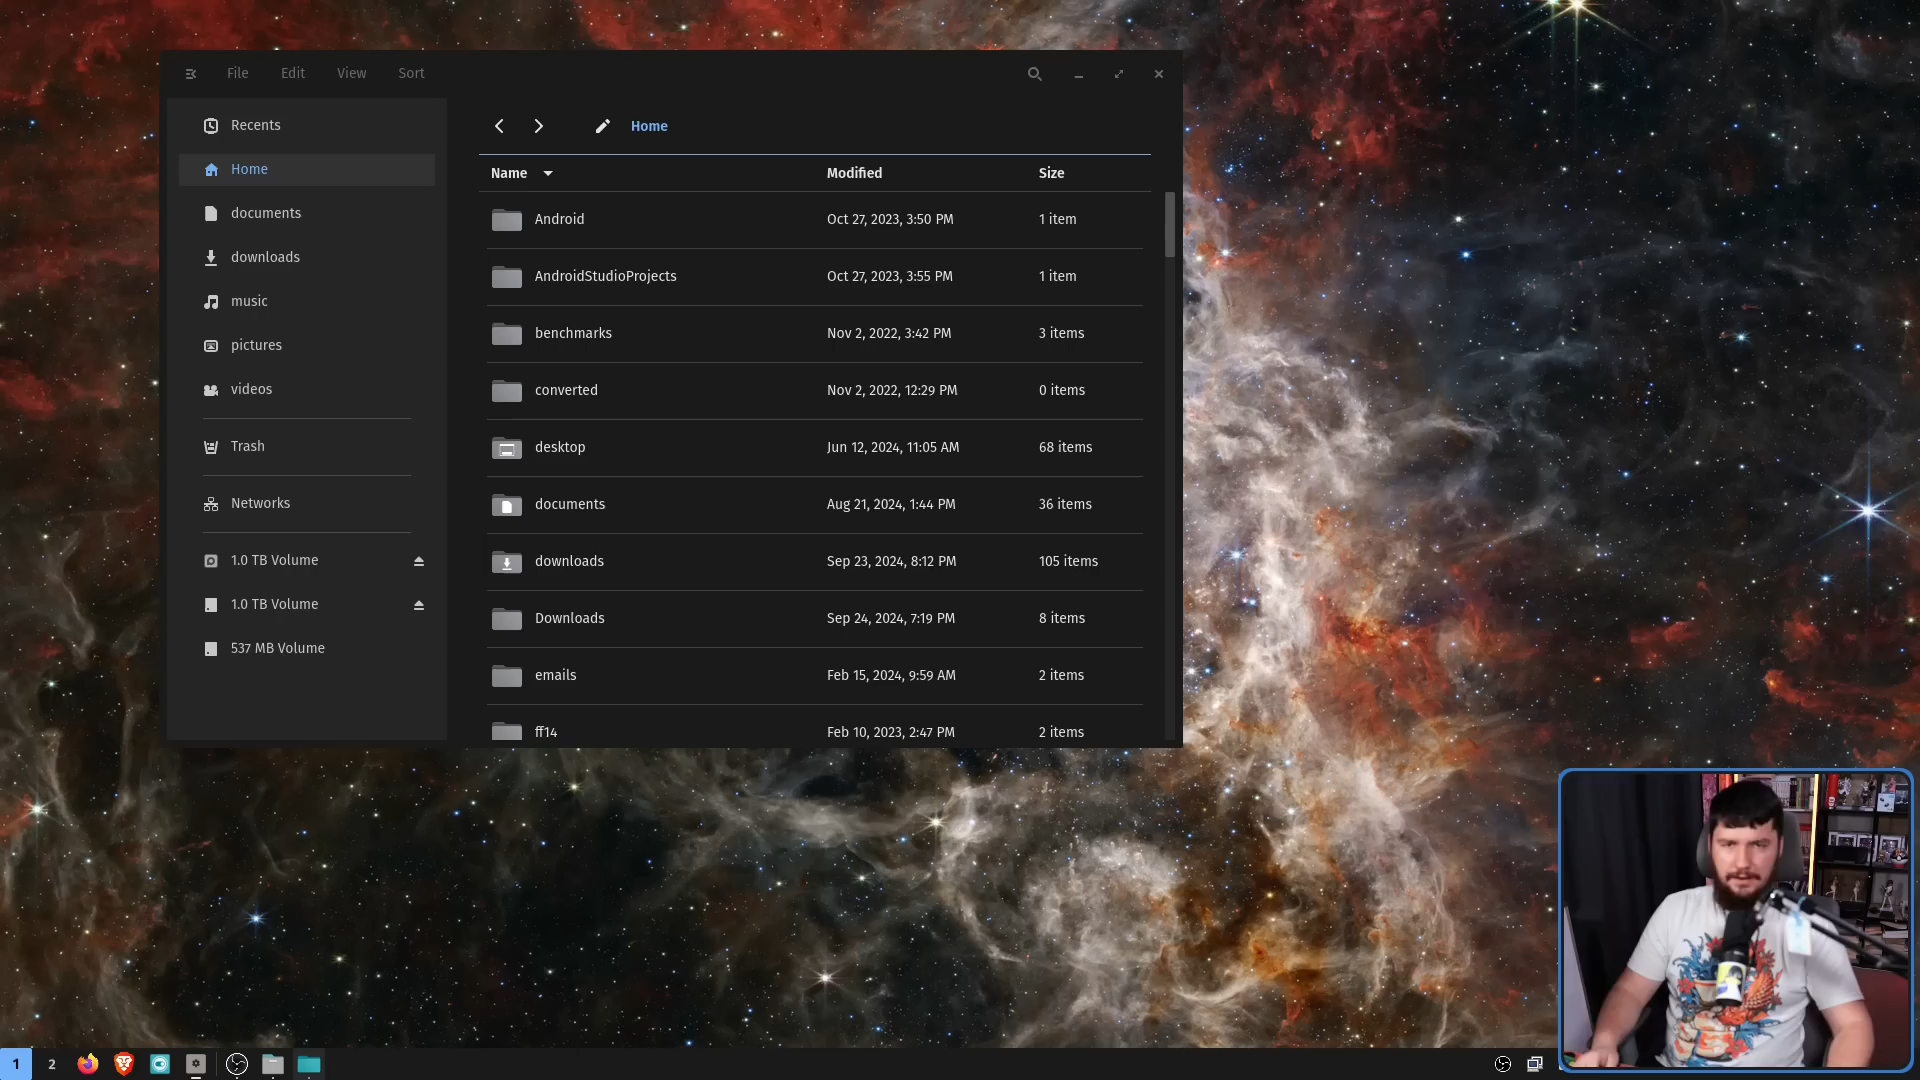 File Edit View Sort
Recents
Home
documents
downloads
music
pictures
videos
Trash
Networks
1.0 TB Volume
1.0 TB Volume
537 MB Volume
Home
Name Modified Size
Android Oct 27, 2023, 3:50 PM 1 item
AndroidStudioProjects Oct 27, 2023, 3:55 PM 1 item
benchmarks Nov 2, 2022, 3:42 PM 3 items
converted Nov 2, 2022, 12:29 PM 0 items
desktop Jun 12, 2024, 11:05 AM 68 items
documents Aug 21, 2024, 1:44 PM 36 items
downloads Sep 23, 2024, 8:12 PM 105 items
Downloads Sep 24, 2024, 7:19 PM 8 items
emails Feb 15, 2024, 9:59 AM 2 items
ff14 Feb 10, 2023, 2:47 PM 2 items
1 2